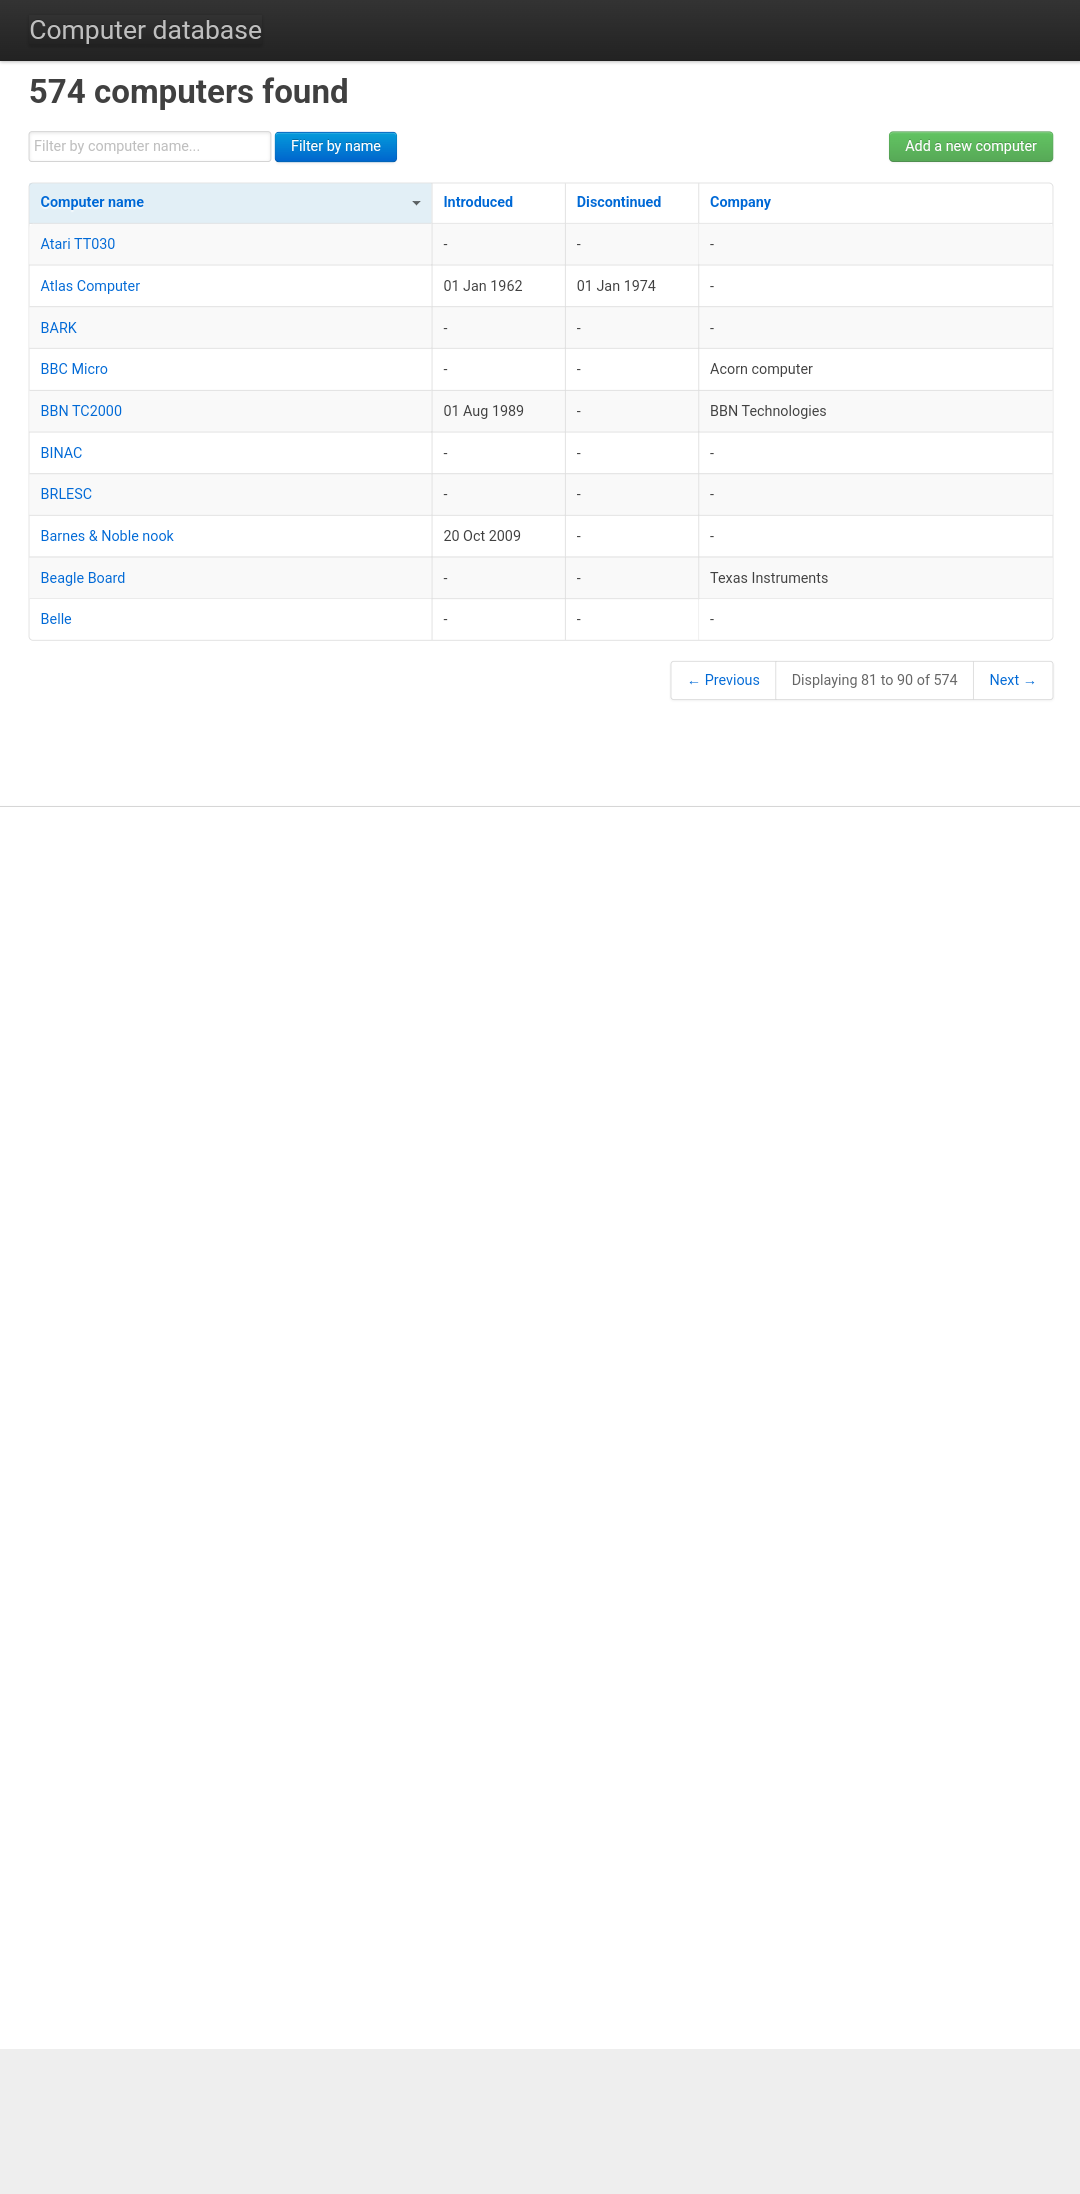 Computer database
574 computers found
Filter by computer name... Filter by name Add a new computer
Computer name Introduced Discontinued Company
Atari TT030 - - -
Atlas Computer 01 Jan 1962 01 Jan 1974 -
BARK - - -
BBC Micro - - Acorn computer
BBN TC2000 01 Aug 1989 - BBN Technologies
BINAC - - -
BRLESC - - -
Barnes & Noble nook 20 Oct 2009 - -
Beagle Board - - Texas Instruments
Belle - - -
← Previous Displaying 81 to 90 of 574 Next →